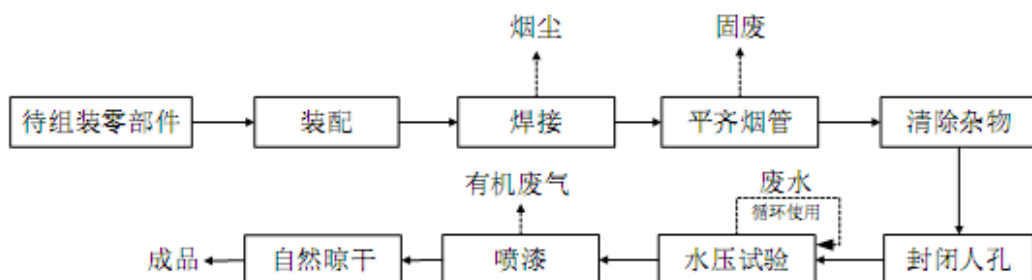 烟尘
固废
待组装零部件
装配
焊接
平齐烟管
清除杂物
有机废气
废水
循环使用
成品
自然晾干
喷漆
水压试验
封闭人孔